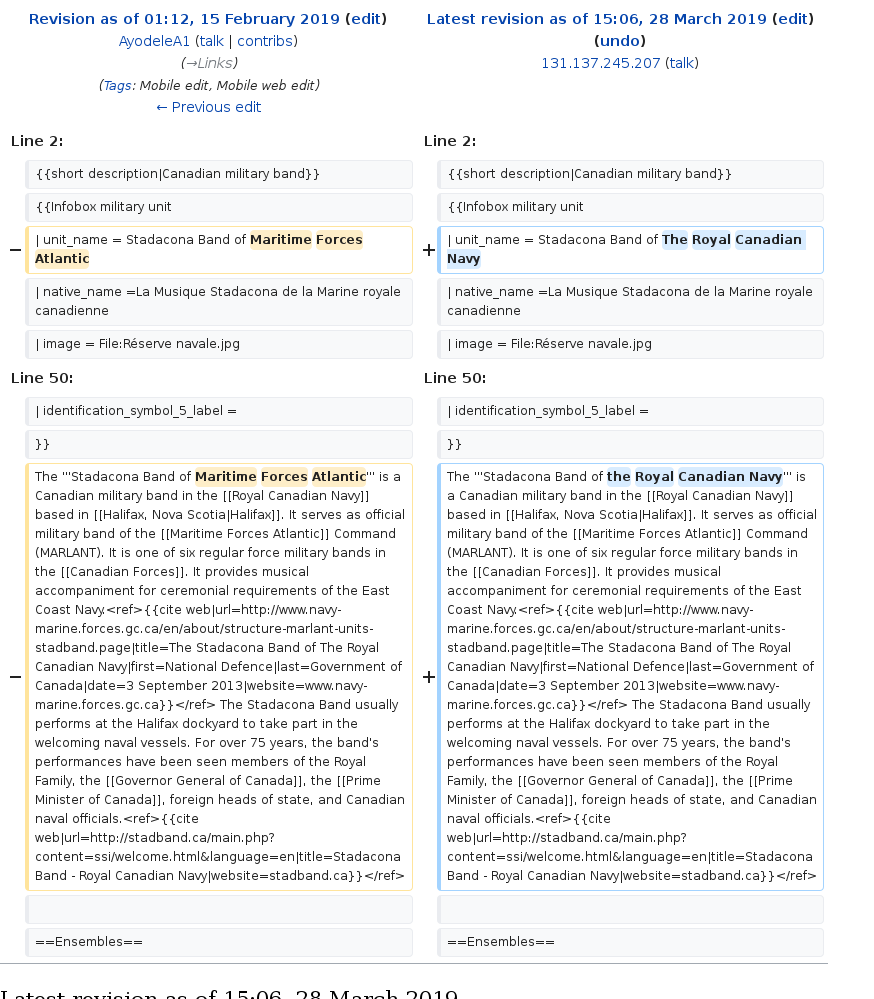 Revision as of 01:12, 15 February 2019 (edit)
AyodeleA1 (talk | contribs)
(→Links)
(Tags: Mobile edit, Mobile web edit)
← Previous edit
Latest revision as of 15:06, 28 March 2019 (edit)
(undo)
131.137.245.207 (talk)
Line 2:
Line 2:
{{short description|Canadian military band}}
{{short description|Canadian military band}}
{{Infobox military unit
{{Infobox military unit
−
| unit_name = Stadacona Band of Maritime Forces
Atlantic
+
| unit_name = Stadacona Band of The Royal Canadian
Navy
| native_name =La Musique Stadacona de la Marine royale
canadienne
| native_name =La Musique Stadacona de la Marine royale
canadienne
| image = File:Réserve navale.jpg
| image = File:Réserve navale.jpg
Line 50:
Line 50:
| identification_symbol_5_label =
| identification_symbol_5_label =
}}
}}
−
The '''Stadacona Band of Maritime Forces Atlantic''' is a
Canadian military band in the [[Royal Canadian Navy]]
based in [[Halifax, Nova Scotia|Halifax]]. It serves as official
military band of the [[Maritime Forces Atlantic]] Command
(MARLANT). It is one of six regular force military bands in
the [[Canadian Forces]]. It provides musical
accompaniment for ceremonial requirements of the East
Coast Navy.<ref>{{cite web|url=http://www.navy-
marine.forces.gc.ca/en/about/structure-marlant-units-
stadband.page|title=The Stadacona Band of The Royal
Canadian Navy|first=National Defence|last=Government of
Canada|date=3 September 2013|website=www.navy-
marine.forces.gc.ca}}</ref> The Stadacona Band usually
performs at the Halifax dockyard to take part in the
welcoming naval vessels. For over 75 years, the band's
performances have been seen members of the Royal
Family, the [[Governor General of Canada]], the [[Prime
Minister of Canada]], foreign heads of state, and Canadian
naval officials.<ref>{{cite
web|url=http://stadband.ca/main.php?
content=ssi/welcome.html&language=en|title=Stadacona
Band - Royal Canadian Navy|website=stadband.ca}}</ref>
+
The '''Stadacona Band of the Royal Canadian Navy''' is
a Canadian military band in the [[Royal Canadian Navy]]
based in [[Halifax, Nova Scotia|Halifax]]. It serves as official
military band of the [[Maritime Forces Atlantic]] Command
(MARLANT). It is one of six regular force military bands in
the [[Canadian Forces]]. It provides musical
accompaniment for ceremonial requirements of the East
Coast Navy.<ref>{{cite web|url=http://www.navy-
marine.forces.gc.ca/en/about/structure-marlant-units-
stadband.page|title=The Stadacona Band of The Royal
Canadian Navy|first=National Defence|last=Government of
Canada|date=3 September 2013|website=www.navy-
marine.forces.gc.ca}}</ref> The Stadacona Band usually
performs at the Halifax dockyard to take part in the
welcoming naval vessels. For over 75 years, the band's
performances have been seen members of the Royal
Family, the [[Governor General of Canada]], the [[Prime
Minister of Canada]], foreign heads of state, and Canadian
naval officials.<ref>{{cite
web|url=http://stadband.ca/main.php?
content=ssi/welcome.html&language=en|title=Stadacona
Band - Royal Canadian Navy|website=stadband.ca}}</ref>
==Ensembles==
==Ensembles==
Latest revision as of 15:06, 28 March 2019